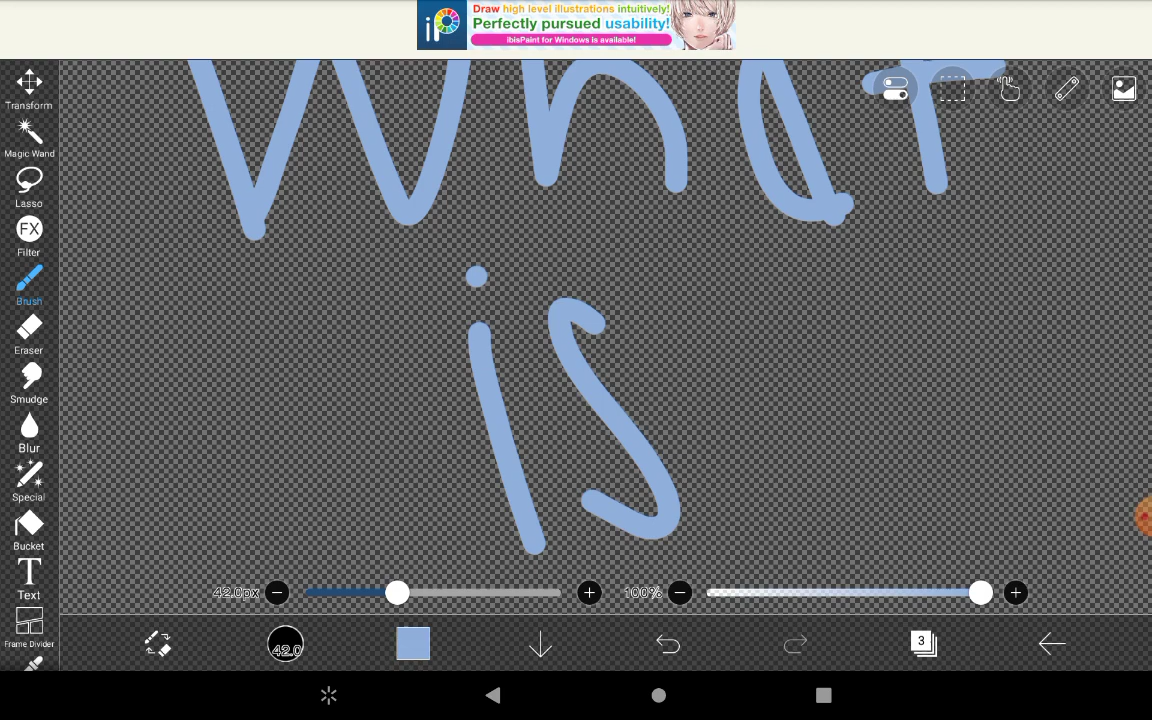 Draw high level illustrations intuitively!
Perfectly pursued usability!
ibisPaint for Windows is available!
Transform
Magic Wand
Lasso
FX
Filter
Brush
Eraser
Smudge
Blur
Special
Bucket
T
Text
Frame Divider
What
is
42.0px
100%
42.0
3